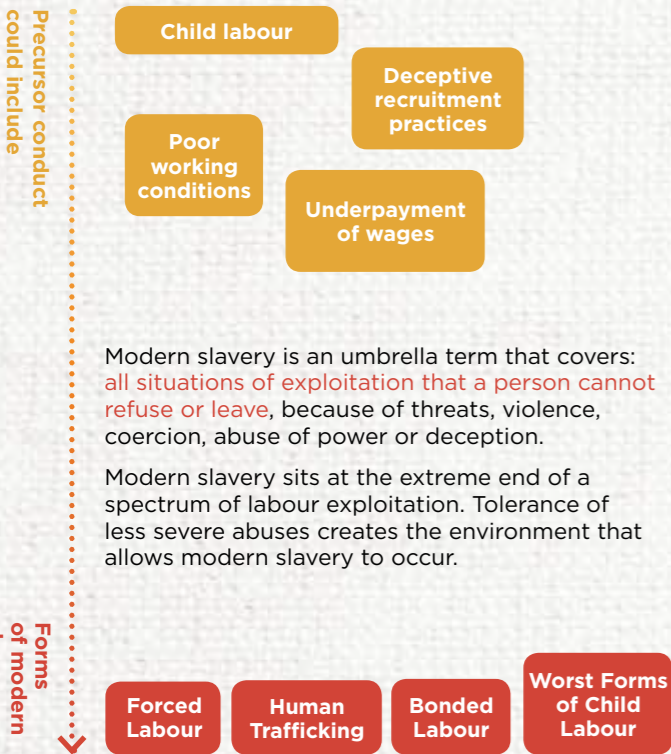 Precursor conduct
could include
Child labour
Deceptive
recruitment
practices
Poor
working
conditions
Underpayment
of wages
Modern slavery is an umbrella term that covers:
all situations of exploitation that a person cannot
refuse or leave, because of threats, violence,
coercion, abuse of power or deception.
Modern slavery sits at the extreme end of a
spectrum of labour exploitation. Tolerance of
less severe abuses creates the environment that
allows modern slavery to occur.
Forms
of modern
Forced
Labour
Human
Trafficking
Bonded
Labour
Worst Forms
of Child
Labour